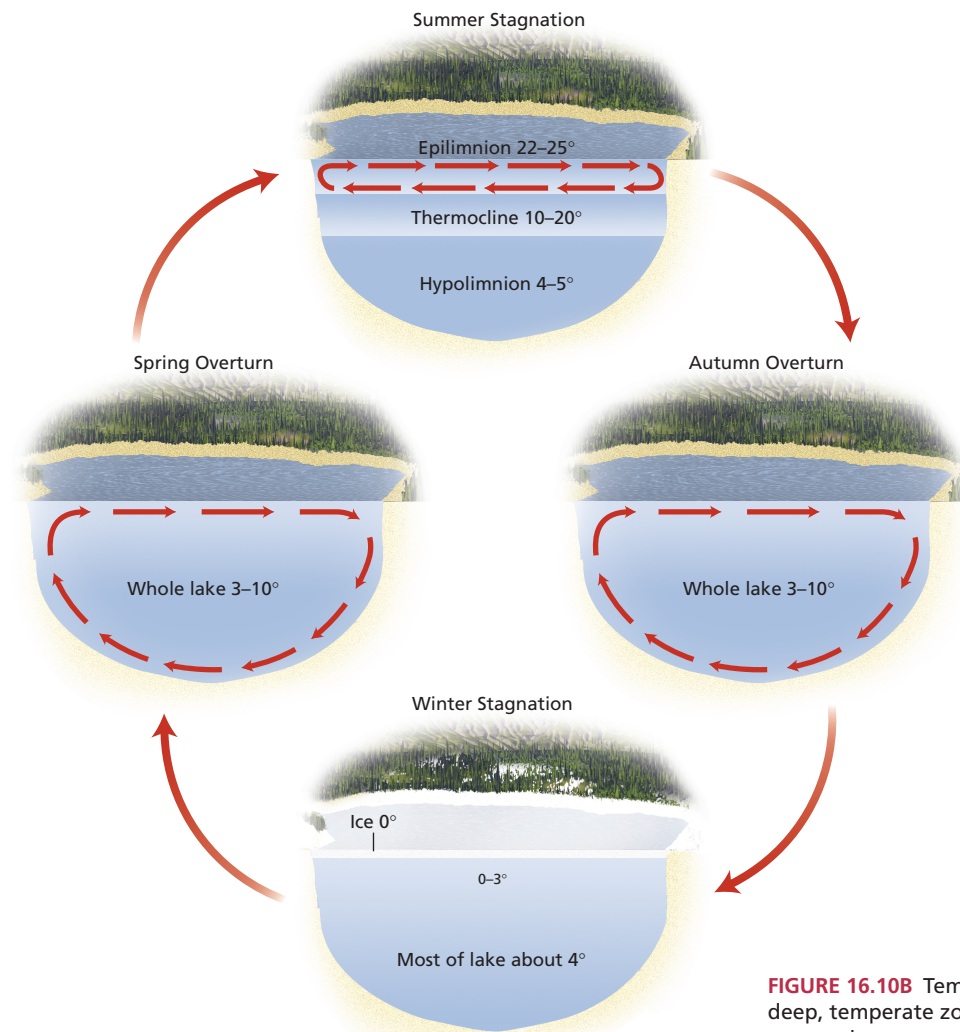 Summer Stagnation
Epilimnion 22–25°
Thermocline 10–20°
Hypolimnion 4–5°
Spring Overturn
Autumn Overturn
Whole lake 3–10°
Whole lake 3–10°
Winter Stagnation
Ice 0°
0–3°
Most of lake about 4°
FIGURE 16.10B Tem
deep, temperate zo